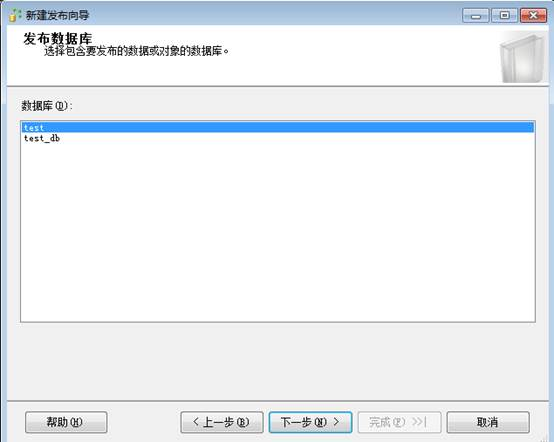 新建发布向导
发布数据库
选择包含要发布的数据或对象的数据库。
数据库(D):
test
test_db
帮助(H)
< 上一步(B)
下一步(N) >
完成(F) >>|
取消